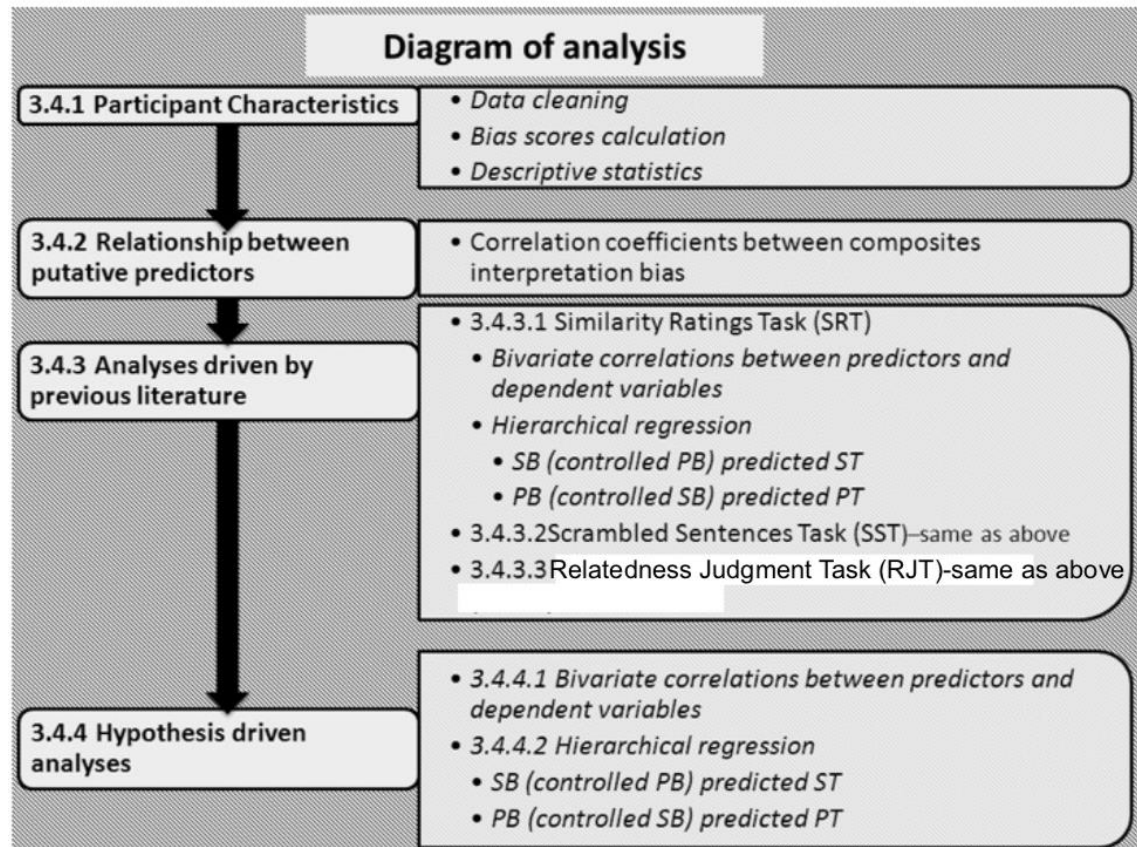 Diagram of analysis
3.4.1 Participant Characteristics
• Data cleaning
• Bias scores calculation
• Descriptive statistics
3.4.2 Relationship between
putative predictors
• Correlation coefficients between composites
interpretation bias
3.4.3 Analyses driven by
previous literature
• 3.4.3.1 Similarity Ratings Task (SRT)
• Bivariate correlations between predictors and
dependent variables
• Hierarchical regression
• SB (controlled PB) predicted ST
• PB (controlled SB) predicted PT
• 3.4.3.2Scrambled Sentences Task (SST)–same as above
• 3.4.3.3Relatedness Judgment Task (RJT)-same as above
3.4.4 Hypothesis driven
analyses
• 3.4.4.1 Bivariate correlations between predictors and
dependent variables
• 3.4.4.2 Hierarchical regression
• SB (controlled PB) predicted ST
• PB (controlled SB) predicted PT